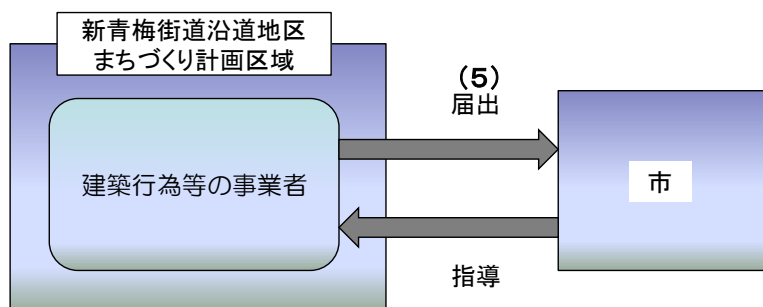 新青梅街道沿道地区
まちづくり計画区域
(5)
届出
建築行為等の事業者
市
指導